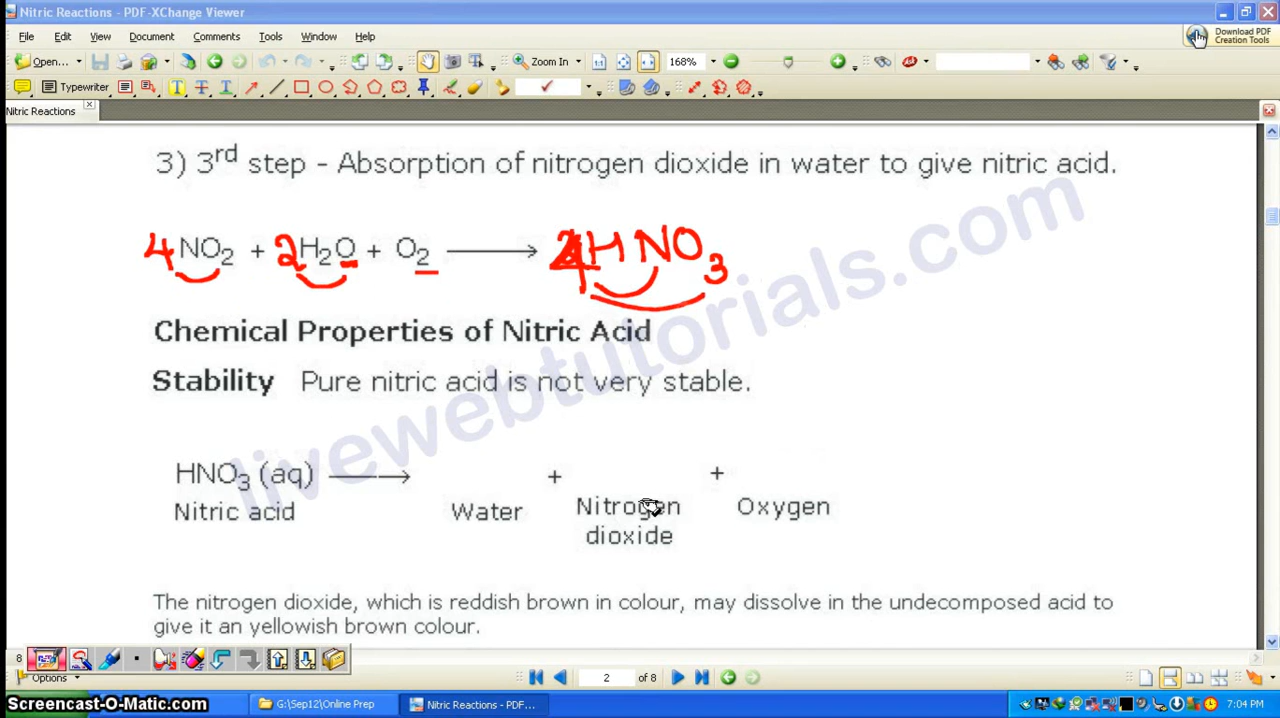 Nitric Reactions - PDF-XChange Viewer
File Edit View Document Comments Tools Window Help
Download PDF
Creation Tools
Open... Zoom In 168%
Typewriter
Nitric Reactions
3) 3rd step - Absorption of nitrogen dioxide in water to give nitric acid.
4NO2 + 2H2O + O2 ⟶ 4HNO3
Chemical Properties of Nitric Acid
Stability Pure nitric acid is not very stable.
HNO3 (aq) ⟶ + +
Nitric acid Water Nitrogen Oxygen
dioxide
The nitrogen dioxide, which is reddish brown in colour, may dissolve in the undecomposed acid to
give it an yellowish brown colour.
livewebtutorials.com
8
Options 2 of 8
Screencast-O-Matic.com G:\Sep12\Online Prep Nitric Reactions - PDF... 7:04 PM